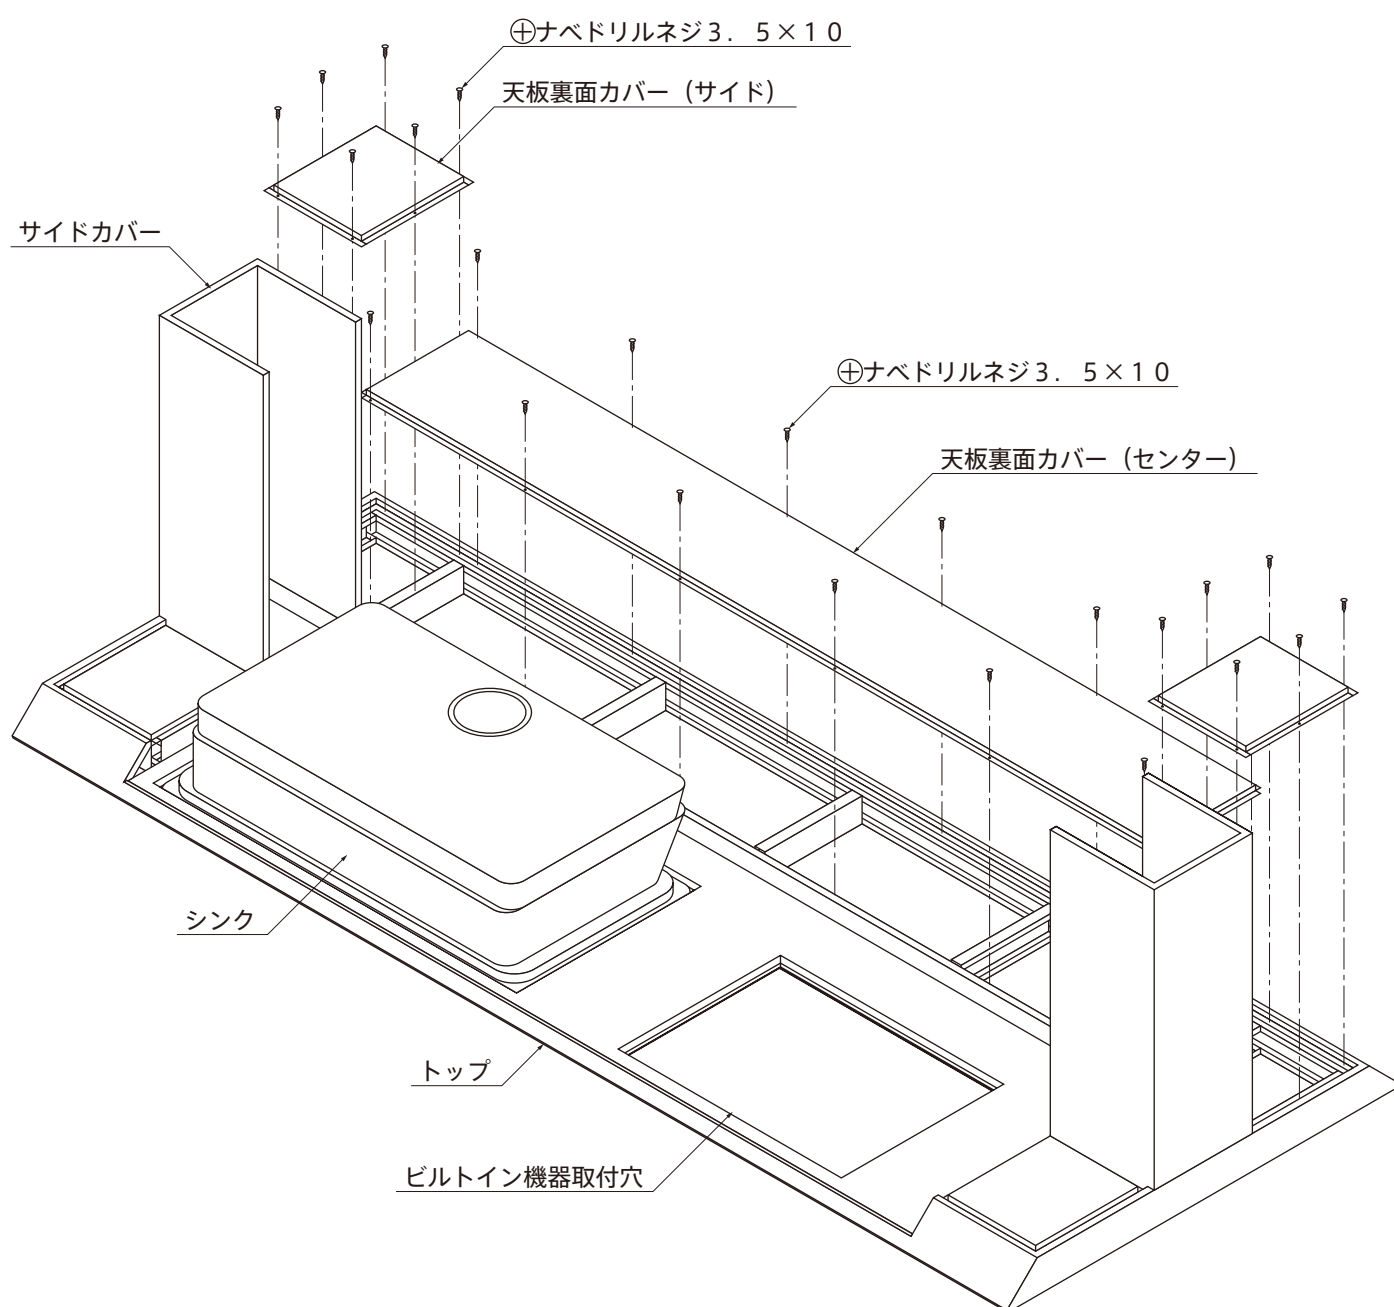 ⊕ナベドリルネジ３．５×１０
天板裏面カバー（サイド）
サイドカバー
⊕ナベドリルネジ３．５×１０
天板裏面カバー（センター）
シンク
トップ
ビルトイン機器取付穴